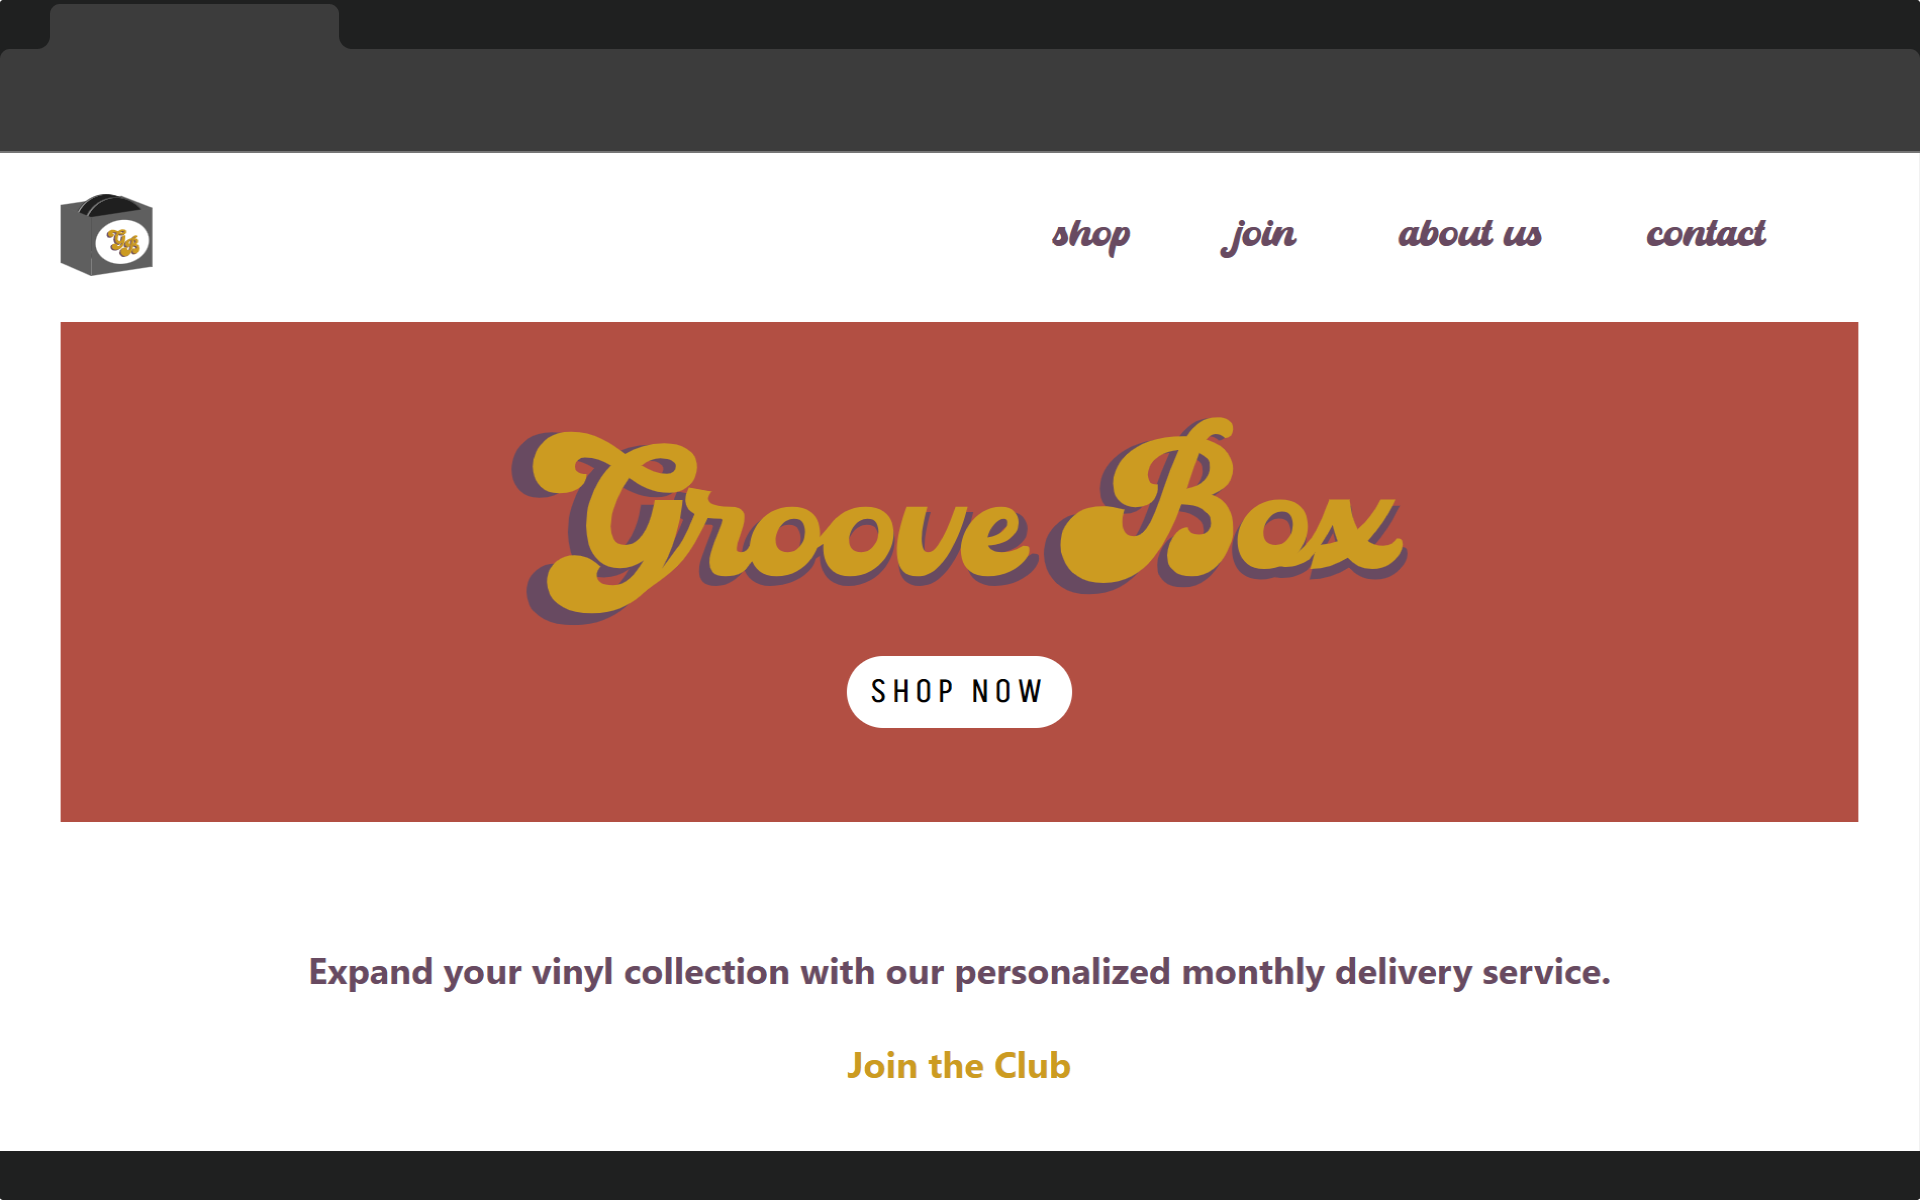 GB
shop join about us contact
Groove Box
SHOP NOW
Expand your vinyl collection with our personalized monthly delivery service.
Join the Club